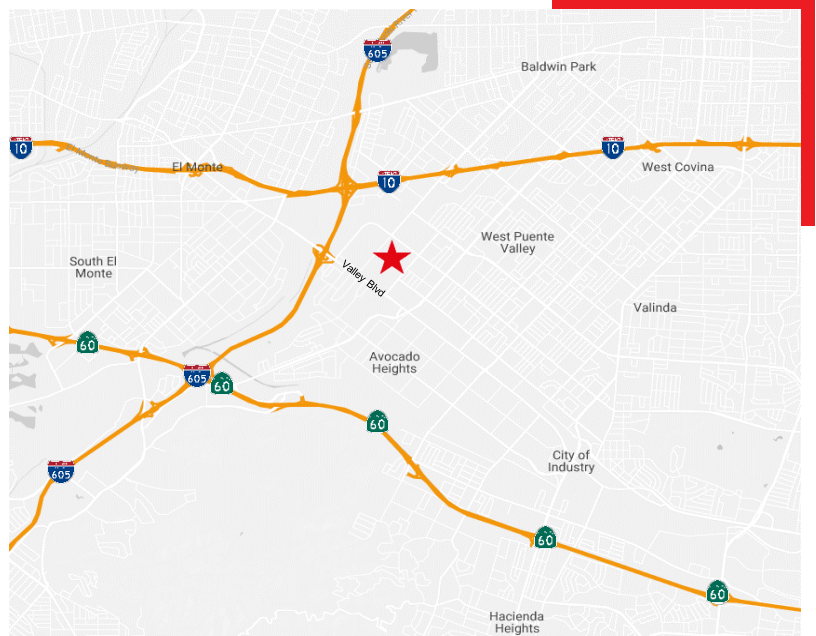 605
Baldwin Park
10
10
El Monte
10
West Covina
West Puente
Valley
South El
Monte
Valley Blvd
Valinda
60
Avocado
Heights
605
60
60
City of
Industry
605
60
60
Hacienda
Heights